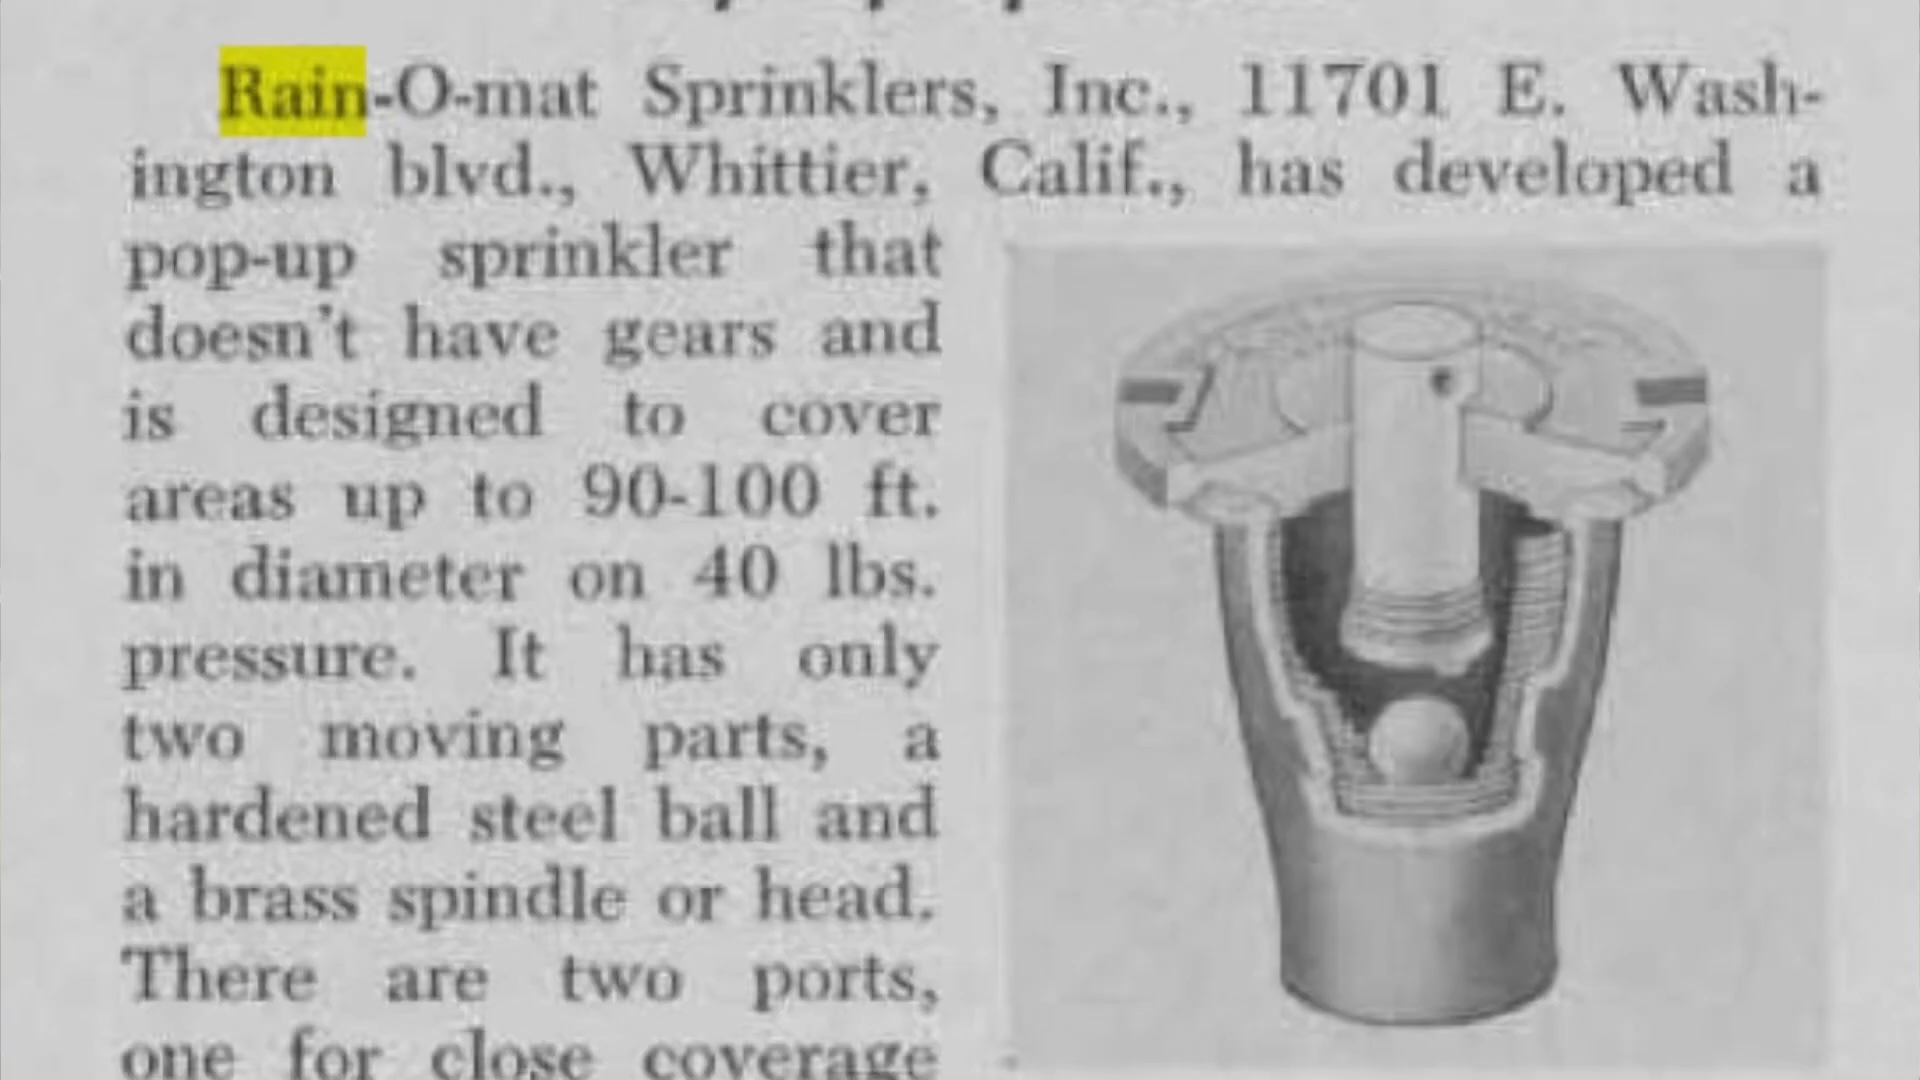 Rain-O-mat Sprinklers, Inc., 11701 E. Wash-
ington blvd., Whittier, Calif., has developed a
pop-up sprinkler that
doesn't have gears and
is designed to cover
areas up to 90-100 ft.
in diameter on 40 lbs.
pressure. It has only
two moving parts, a
hardened steel ball and
a brass spindle or head.
There are two ports,
one for close coverage